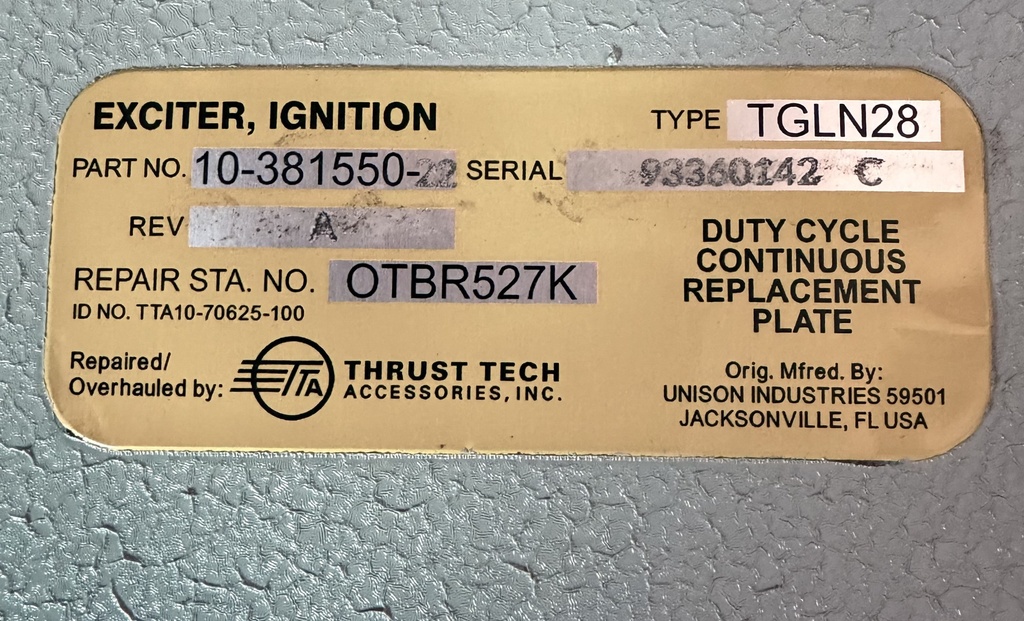 EXCITER, IGNITION
TYPE TGLN28
PART NO. 10-381550-22 SERIAL 93360142 C
REV A
REPAIR STA. NO. OTBR527K
ID NO. TTA10-70625-100
Repaired/
Overhauled by: TTA THRUST TECH
ACCESSORIES, INC.
DUTY CYCLE
CONTINUOUS
REPLACEMENT
PLATE
Orig. Mfred. By:
UNISON INDUSTRIES 59501
JACKSONVILLE, FL USA